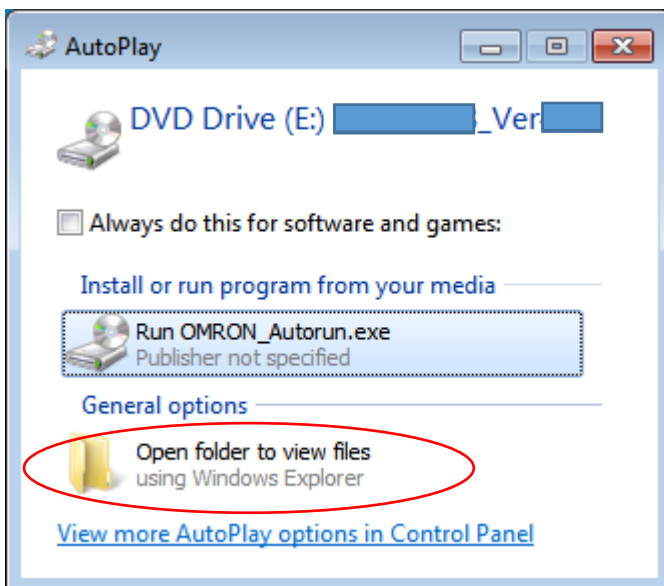 AutoPlay
DVD Drive (E:) _Ver
Always do this for software and games:
Install or run program from your media
Run OMRON_Autorun.exe
Publisher not specified
General options
Open folder to view files
using Windows Explorer
View more AutoPlay options in Control Panel